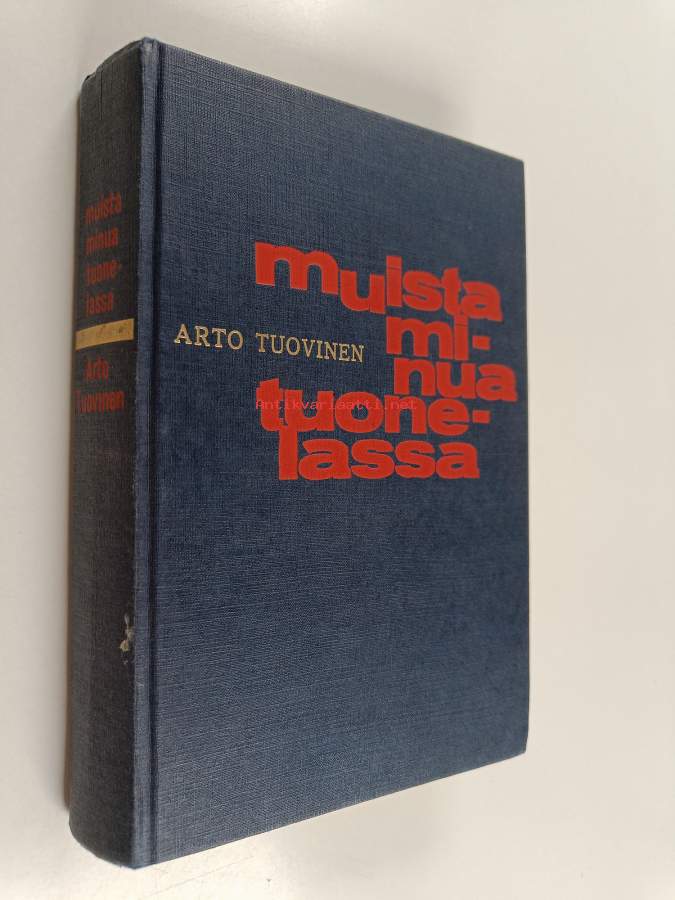 muista
minua
tuone-
lassa
Arto
Tuovinen
muista
mi-
nua
tuone-
lassa
ARTO TUOVINEN
Antikvariaatti.net